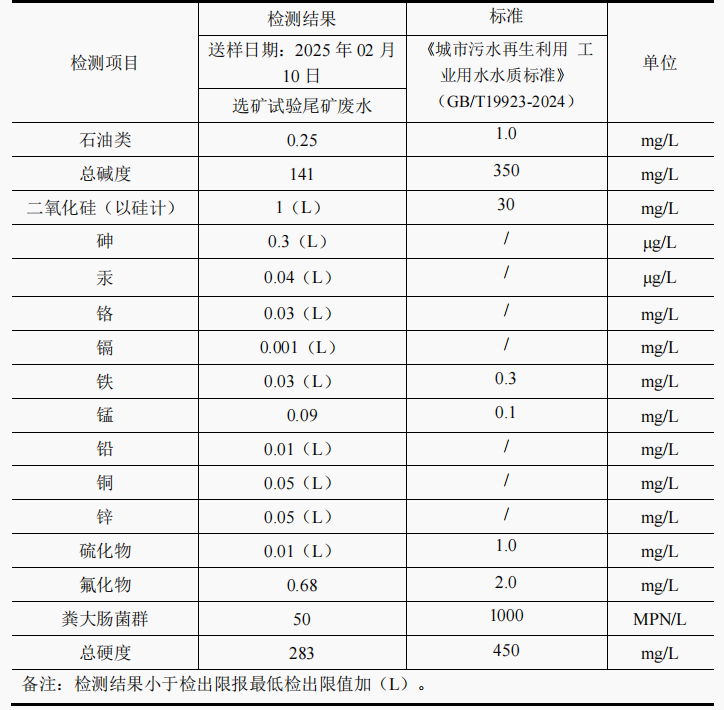 检测项目 检测结果 标准 单位
送样日期：2025 年 02 月
10 日
《城市污水再生利用 工
业用水水质标准》
（GB/T19923-2024）
选矿试验尾矿废水
石油类 0.25 1.0 mg/L
总碱度 141 350 mg/L
二氧化硅（以硅计） 1（L） 30 mg/L
砷 0.3（L） / μg/L
汞 0.04（L） / μg/L
铬 0.03（L） / mg/L
镉 0.001（L） / mg/L
铁 0.03（L） 0.3 mg/L
锰 0.09 0.1 mg/L
铅 0.01（L） / mg/L
铜 0.05（L） / mg/L
锌 0.05（L） / mg/L
硫化物 0.01（L） 1.0 mg/L
氟化物 0.68 2.0 mg/L
粪大肠菌群 50 1000 MPN/L
总硬度 283 450 mg/L
备注：检测结果小于检出限报最低检出限值加（L）。